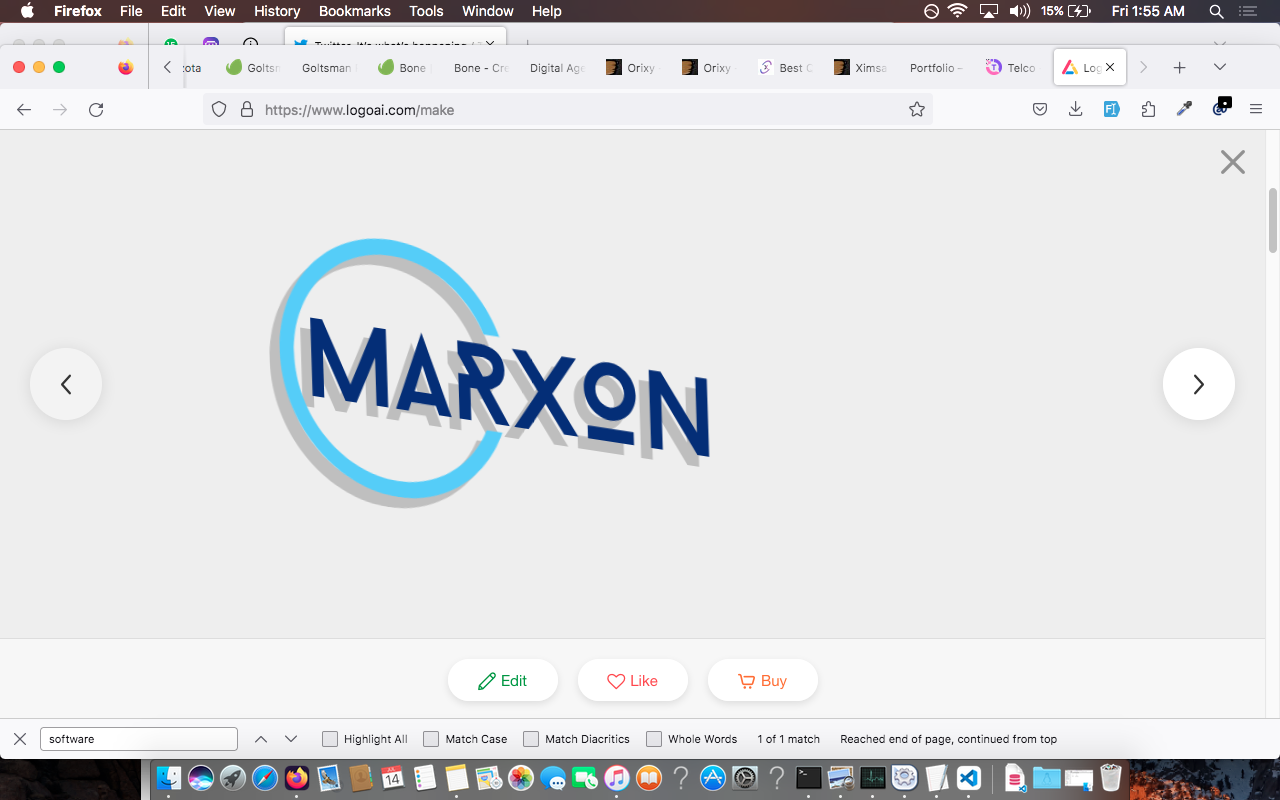 Firefox File Edit View History Bookmarks Tools Window Help 15% Fri 1:55 AM
Twitter. It's what's happening
kota Goltsm Goltsman Bone Bone - Cre Digital Age Orixy Orixy Best C Ximsa Portfolio – Telco Log
https://www.logoai.com/make
MARXON
Edit Like Buy
software Highlight All Match Case Match Diacritics Whole Words 1 of 1 match Reached end of page, continued from top
14